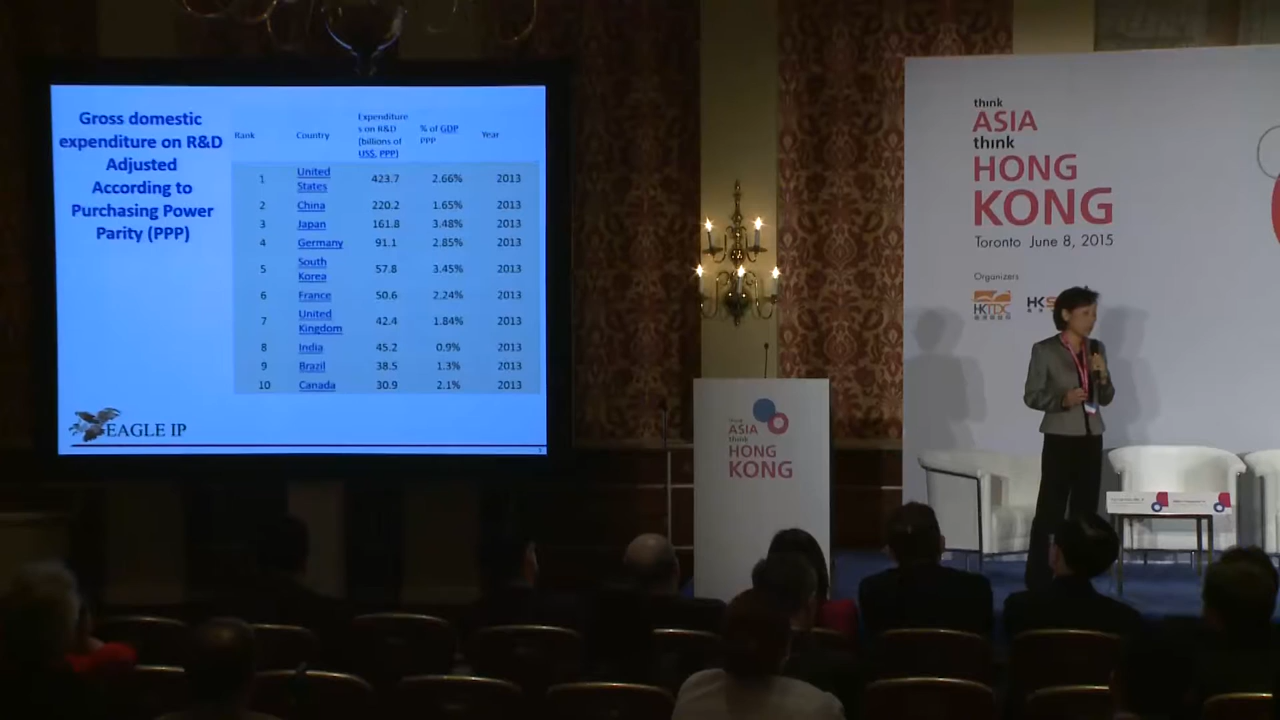 Gross domestic
expenditure on R&D
Adjusted
According to
Purchasing Power
Parity (PPP)
Rank Country Expenditure
s on R&D
(billions of
US$, PPP) % of GDP
PPP Year
1 United
States 423.7 2.66% 2013
2 China 220.2 1.65% 2013
3 Japan 161.8 3.48% 2013
4 Germany 91.1 2.85% 2013
5 South
Korea 57.8 3.45% 2013
6 France 50.6 2.24% 2013
7 United
Kingdom 42.4 1.84% 2013
8 India 45.2 0.9% 2013
9 Brazil 38.5 1.3% 2013
10 Canada 30.9 2.1% 2013
EAGLE IP
think
ASIA
think
HONG
KONG
Toronto June 8, 2015
Organizers
HKTDC
HKS
think
ASIA
think
HONG
KONG